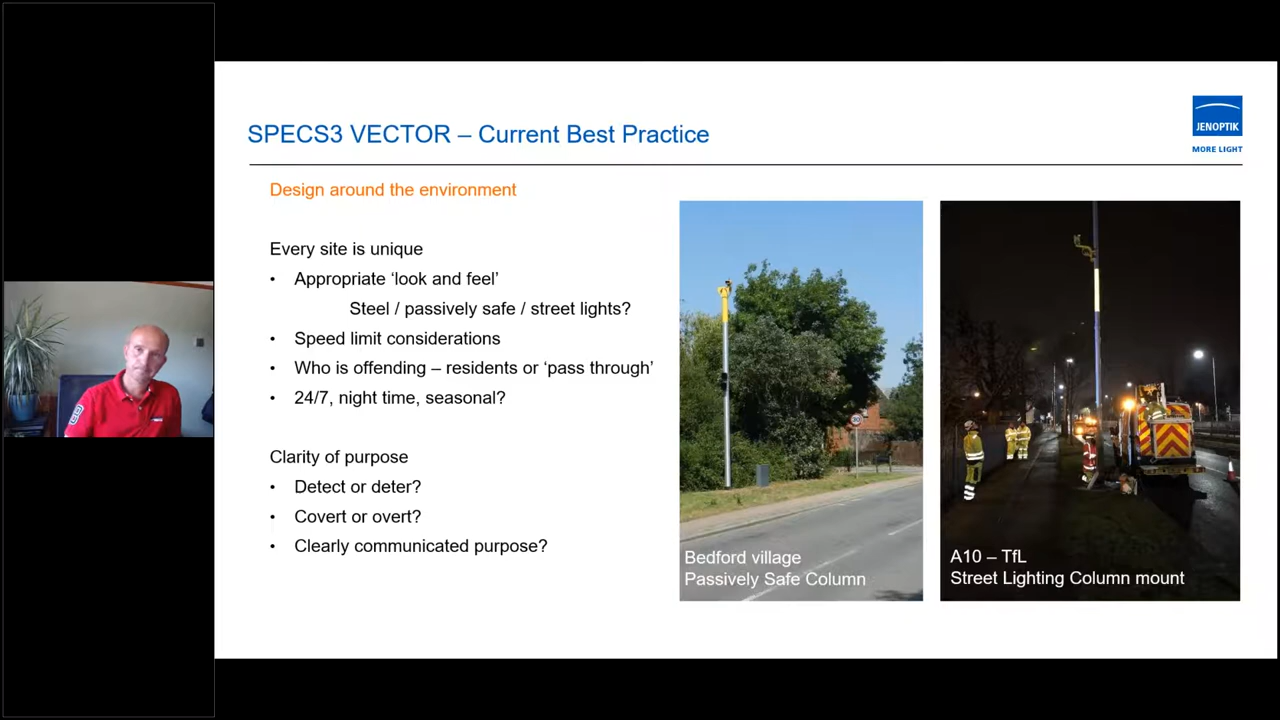 SPECS3 VECTOR – Current Best Practice
JENOPTIK
MORE LIGHT
Design around the environment
Every site is unique
• Appropriate ‘look and feel’
Steel / passively safe / street lights?
• Speed limit considerations
• Who is offending – residents or ‘pass through’
• 24/7, night time, seasonal?
Clarity of purpose
• Detect or deter?
• Covert or overt?
• Clearly communicated purpose?
30
Bedford village
Passively Safe Column
A10 – TfL
Street Lighting Column mount